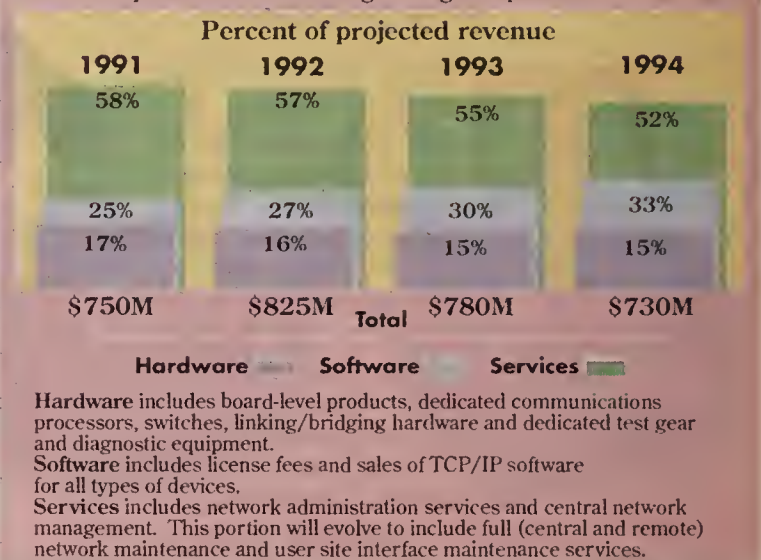 Percent of projected revenue
1991 1992 1993 1994
58% 57% 55% 52%
25% 27% 30% 33%
17% 16% 15% 15%
$750M $825M $780M $730M
Total
Hardware Software Services
Hardware includes board-level products, dedicated communications
processors, switches, linking/bridging hardware and dedicated test gear
and diagnostic equipment.
Software includes license fees and sales of TCP/IP software
for all types of devices.
Services includes network administration services and central network
management. This portion will evolve to include full (central and remote)
network maintenance and user site interface maintenance services.